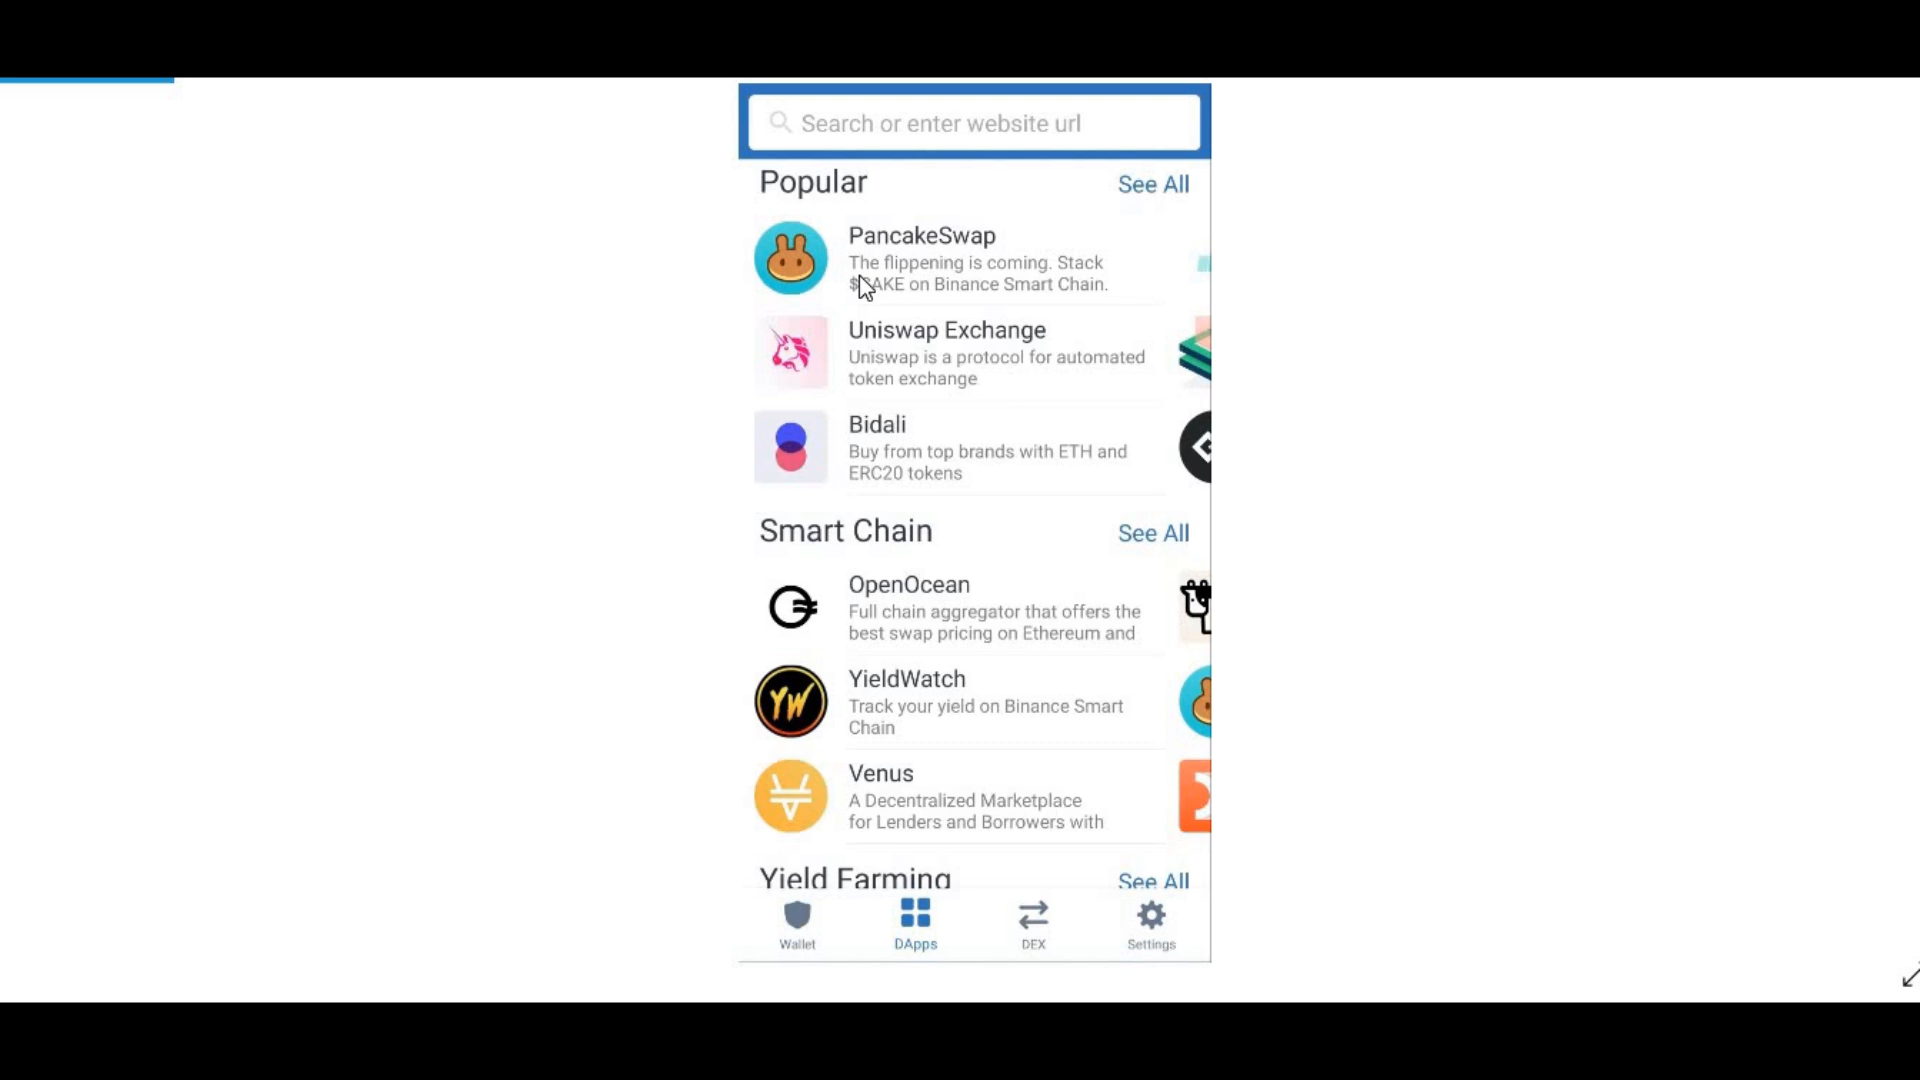 Search or enter website url
Popular
See All
PancakeSwap
The flippening is coming. Stack
$CAKE on Binance Smart Chain.
Uniswap Exchange
Uniswap is a protocol for automated
token exchange
Bidali
Buy from top brands with ETH and
ERC20 tokens
Smart Chain
See All
OpenOcean
Full chain aggregator that offers the
best swap pricing on Ethereum and
YW
YieldWatch
Track your yield on Binance Smart
Chain
Venus
A Decentralized Marketplace
for Lenders and Borrowers with
Yield Farming
See All
Wallet
DApps
DEX
Settings